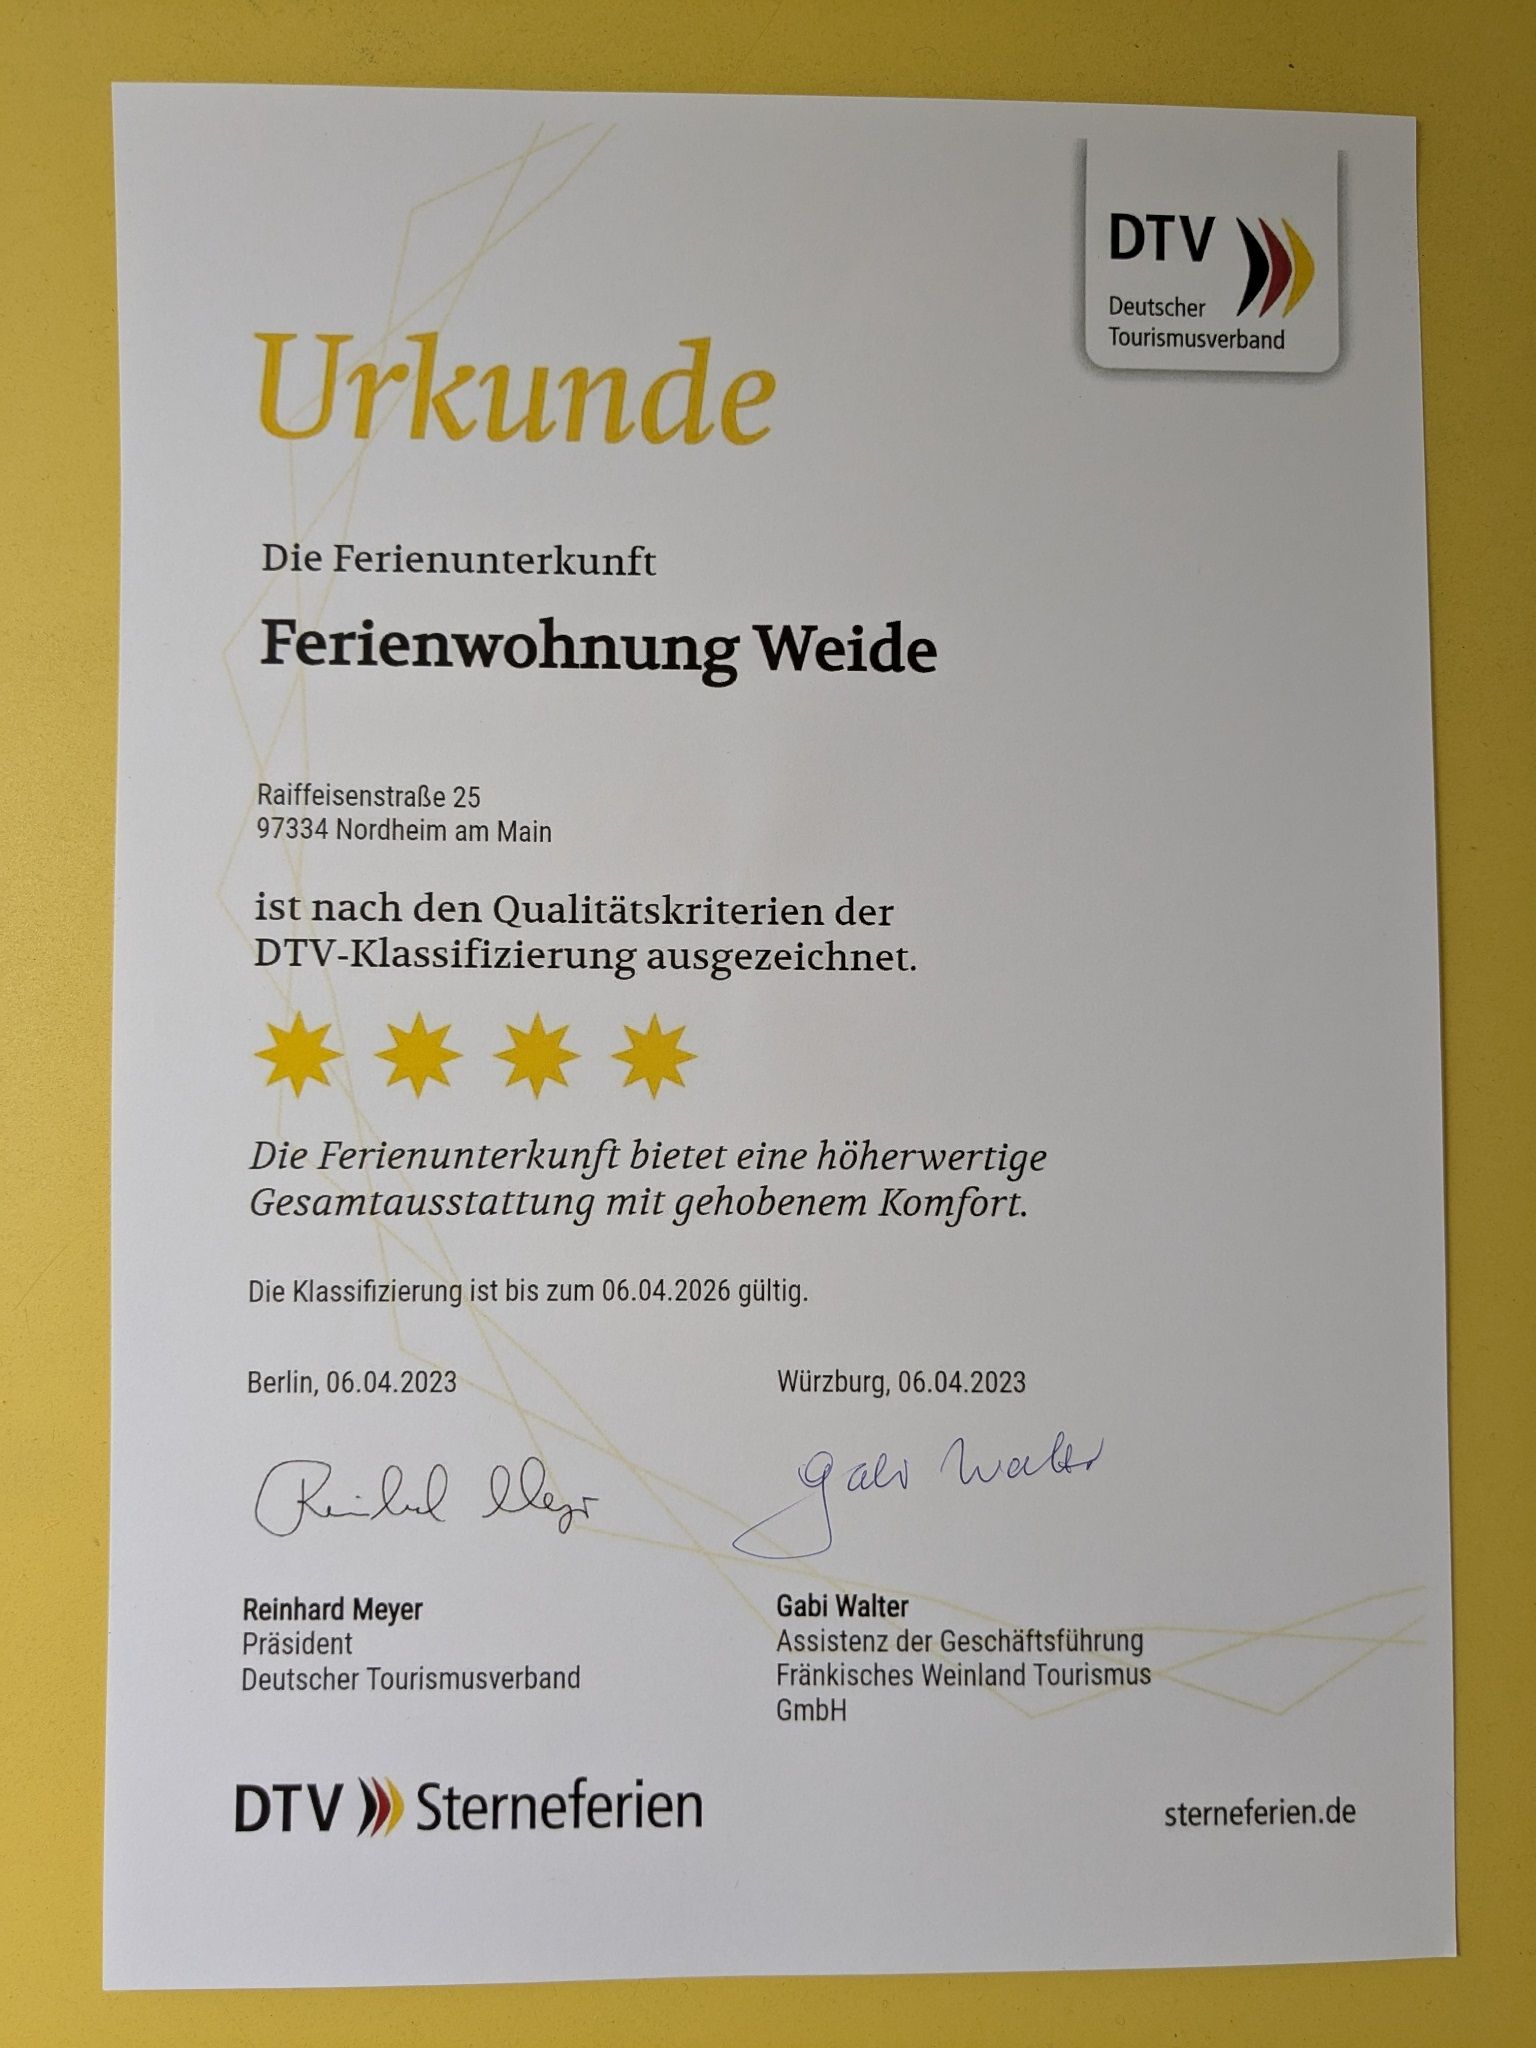 DTV
Deutscher
Tourismusverband
Urkunde
Die Ferienunterkunft
Ferienwohnung Weide
Raiffeisenstraße 25
97334 Nordheim am Main
ist nach den Qualitätskriterien der
DTV-Klassifizierung ausgezeichnet.
Die Ferienunterkunft bietet eine höherwertige
Gesamtausstattung mit gehobenem Komfort.
Die Klassifizierung ist bis zum 06.04.2026 gültig.
Berlin, 06.04.2023
Reinhard Meyer
Reinhard Meyer
Präsident
Deutscher Tourismusverband
Würzburg, 06.04.2023
Gabi Walter
Gabi Walter
Assistenz der Geschäftsführung
Fränkisches Weinland Tourismus
GmbH
DTV Sterneferien
sterneferien.de